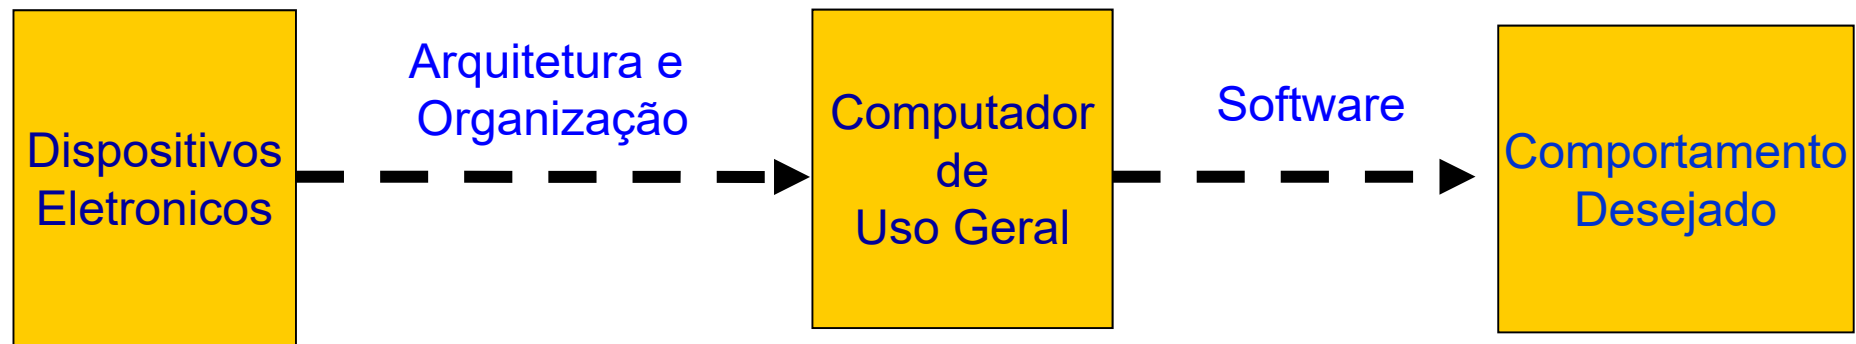 Dispositivos
Eletronicos
Arquitetura e
Organização
Computador
de
Uso Geral
Software
Comportamento
Desejado